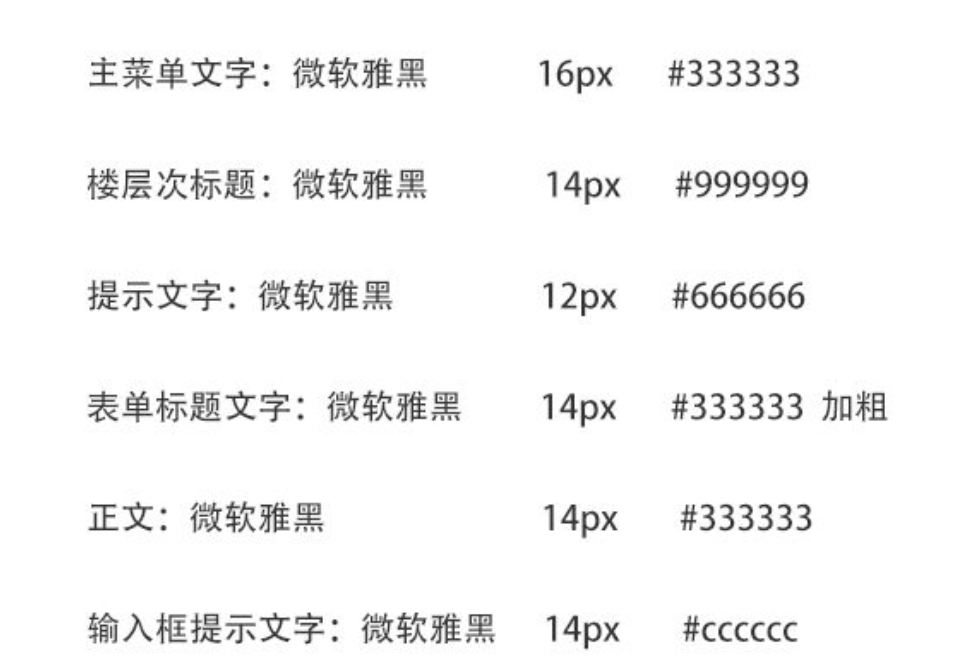 主菜单文字：微软雅黑 16px #333333
楼层次标题：微软雅黑 14px #999999
提示文字：微软雅黑 12px #666666
表单标题文字：微软雅黑 14px #333333 加粗
正文：微软雅黑 14px #333333
输入框提示文字：微软雅黑 14px #cccccc